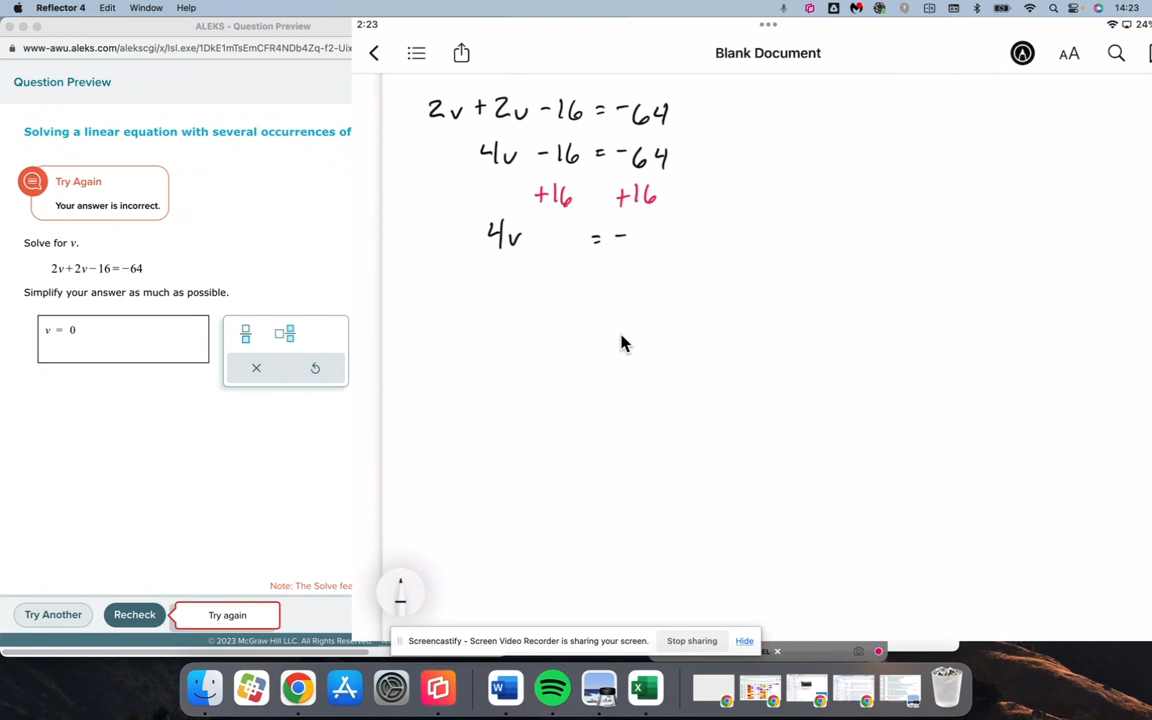 Reflector 4 Edit Window Help
14:23
ALEKS - Question Preview
www-awu.aleks.com/alekscgi/x/Isl.exe/1DkE1mTsEmCFR4NDb4Zq-f2-Uix
Question Preview
Solving a linear equation with several occurrences of
Try Again
Your answer is incorrect.
Solve for v.
2v+2v−16=−64
Simplify your answer as much as possible.
v = 0
Note: The Solve fea
Try Another
Recheck
Try again
© 2023 McGraw Hill LLC. All Rights Reserved.
2:23
24%
Blank Document
AA
2v + 2v - 16 = -64
4v - 16 = -64
+16 +16
4v = -
Screencastify - Screen Video Recorder is sharing your screen.
Stop sharing
Hide